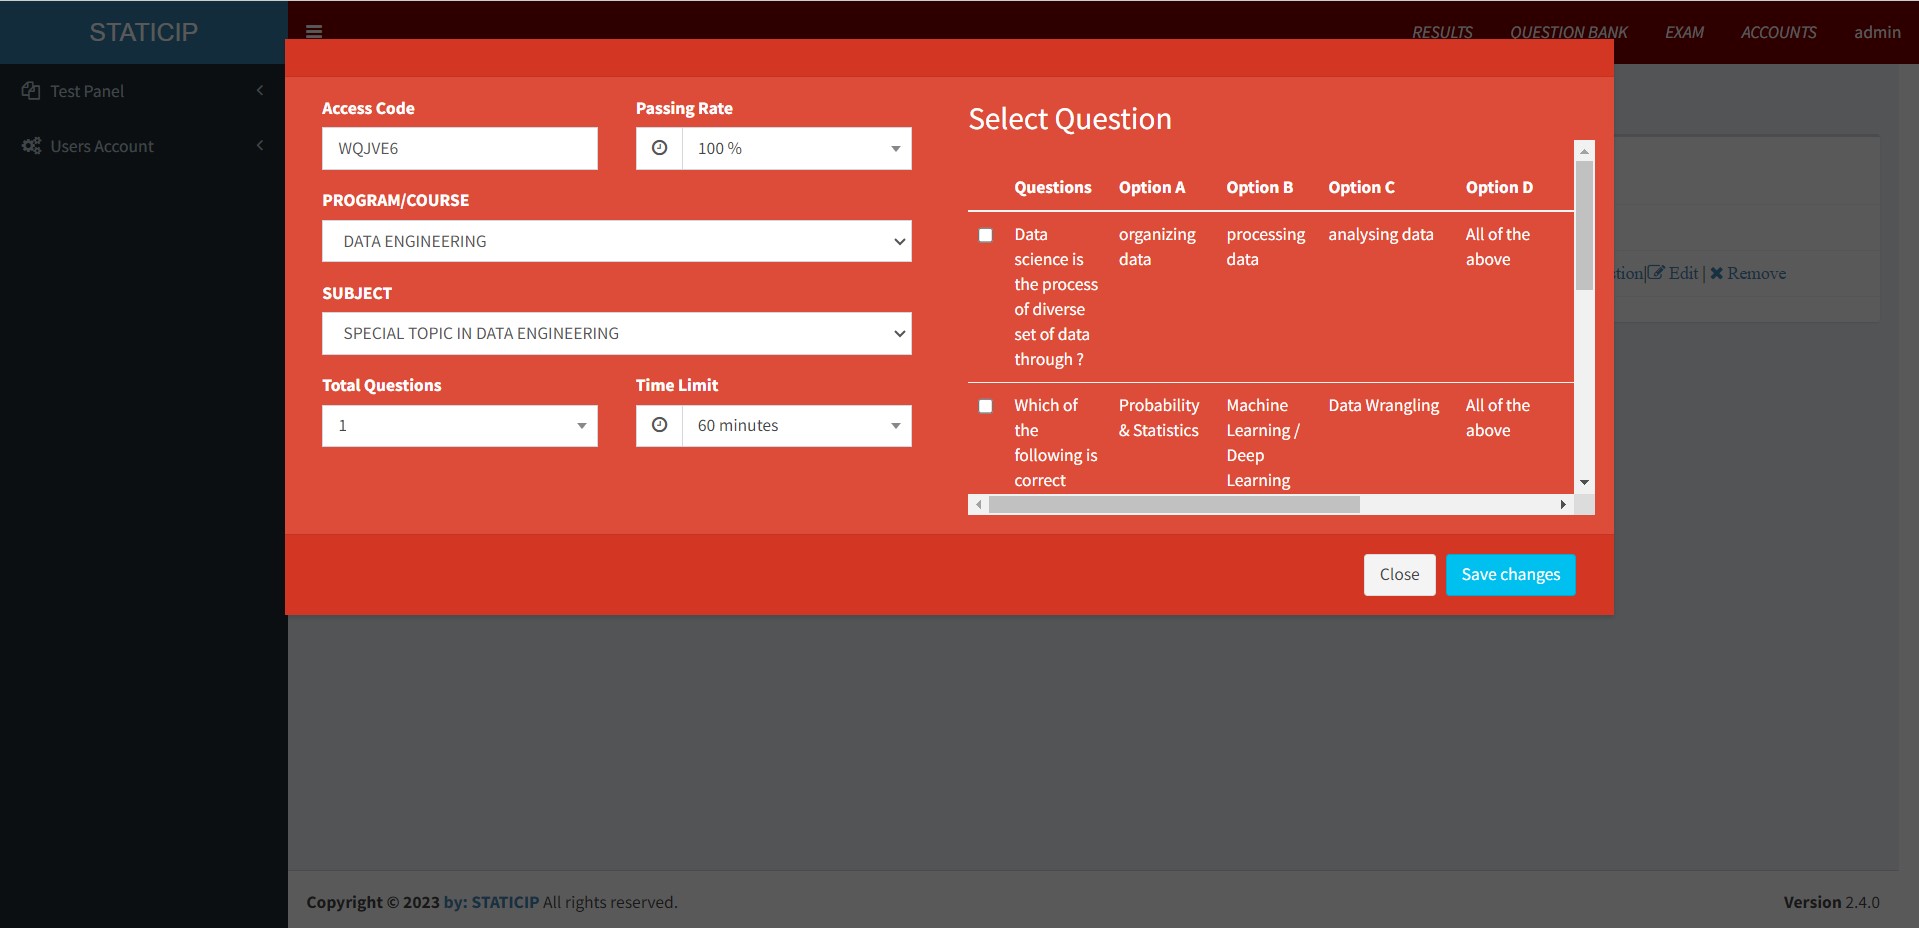 STATICIP
RESULTS QUESTION BANK EXAM ACCOUNTS admin
Test Panel
Users Account
Access Code Passing Rate
WQJVE6 100 %
PROGRAM/COURSE
DATA ENGINEERING
SUBJECT
SPECIAL TOPIC IN DATA ENGINEERING
Total Questions Time Limit
1 60 minutes
Select Question
Questions Option A Option B Option C Option D
Data organizing processing analysing data All of the
science is data data above
the process
of diverse
set of data
through ?
Which of Probability Machine Data Wrangling All of the
the & Statistics Learning / above
following is Deep
correct Learning
Edit | Remove
Close Save changes
Copyright © 2023 by: STATICIP All rights reserved. Version 2.4.0